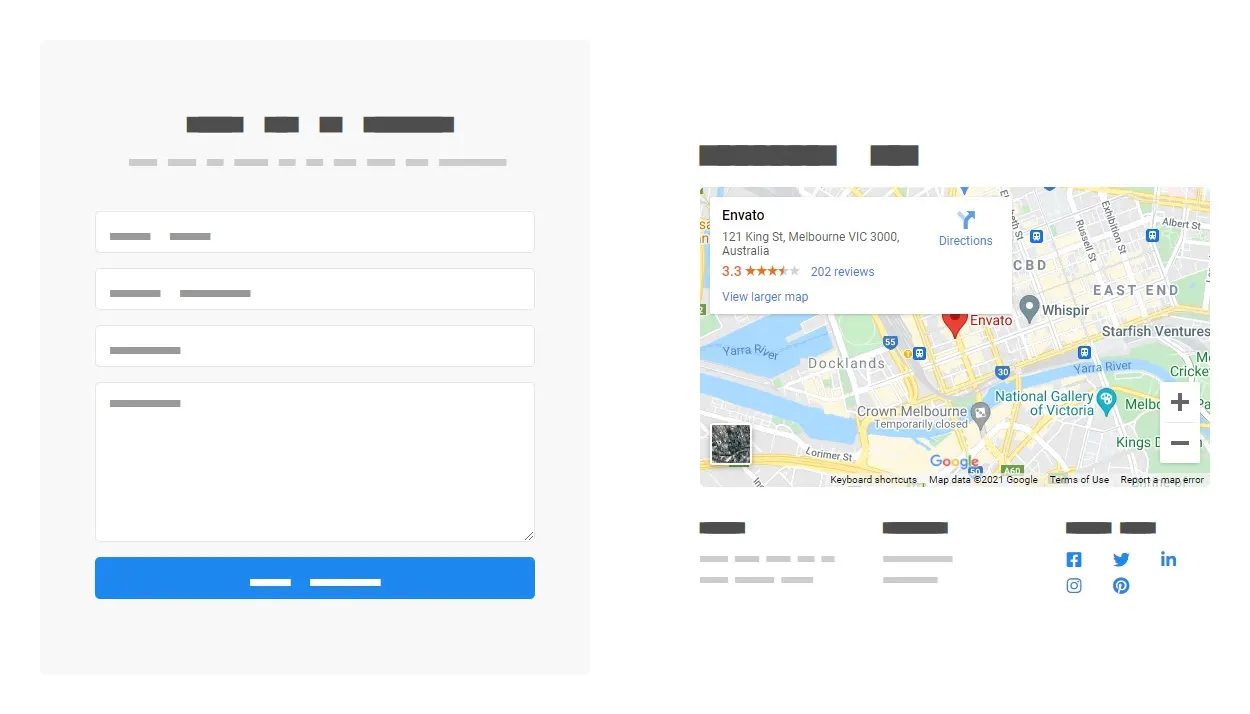 Envato
121 King St, Melbourne VIC 3000,
Australia
3.3 202 reviews
View larger map
Directions
CBD
Russell St
Exhibition St
Albert St
EAST END
Whispir
Envato
Starfish Ventures
55
Yarra River
Docklands
30
Yarra River
National Gallery
of Victoria
Crown Melbourne
Temporarily closed
Lorimer St
Google
50
A60
Keyboard shortcuts Map data ©2021 Google Terms of Use Report a map error